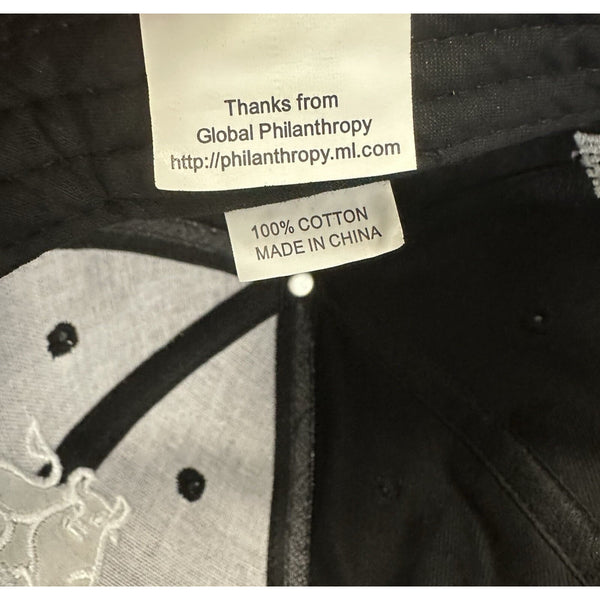 Thanks from
Global Philanthropy
http://philanthropy.ml.com
100% COTTON
MADE IN CHINA